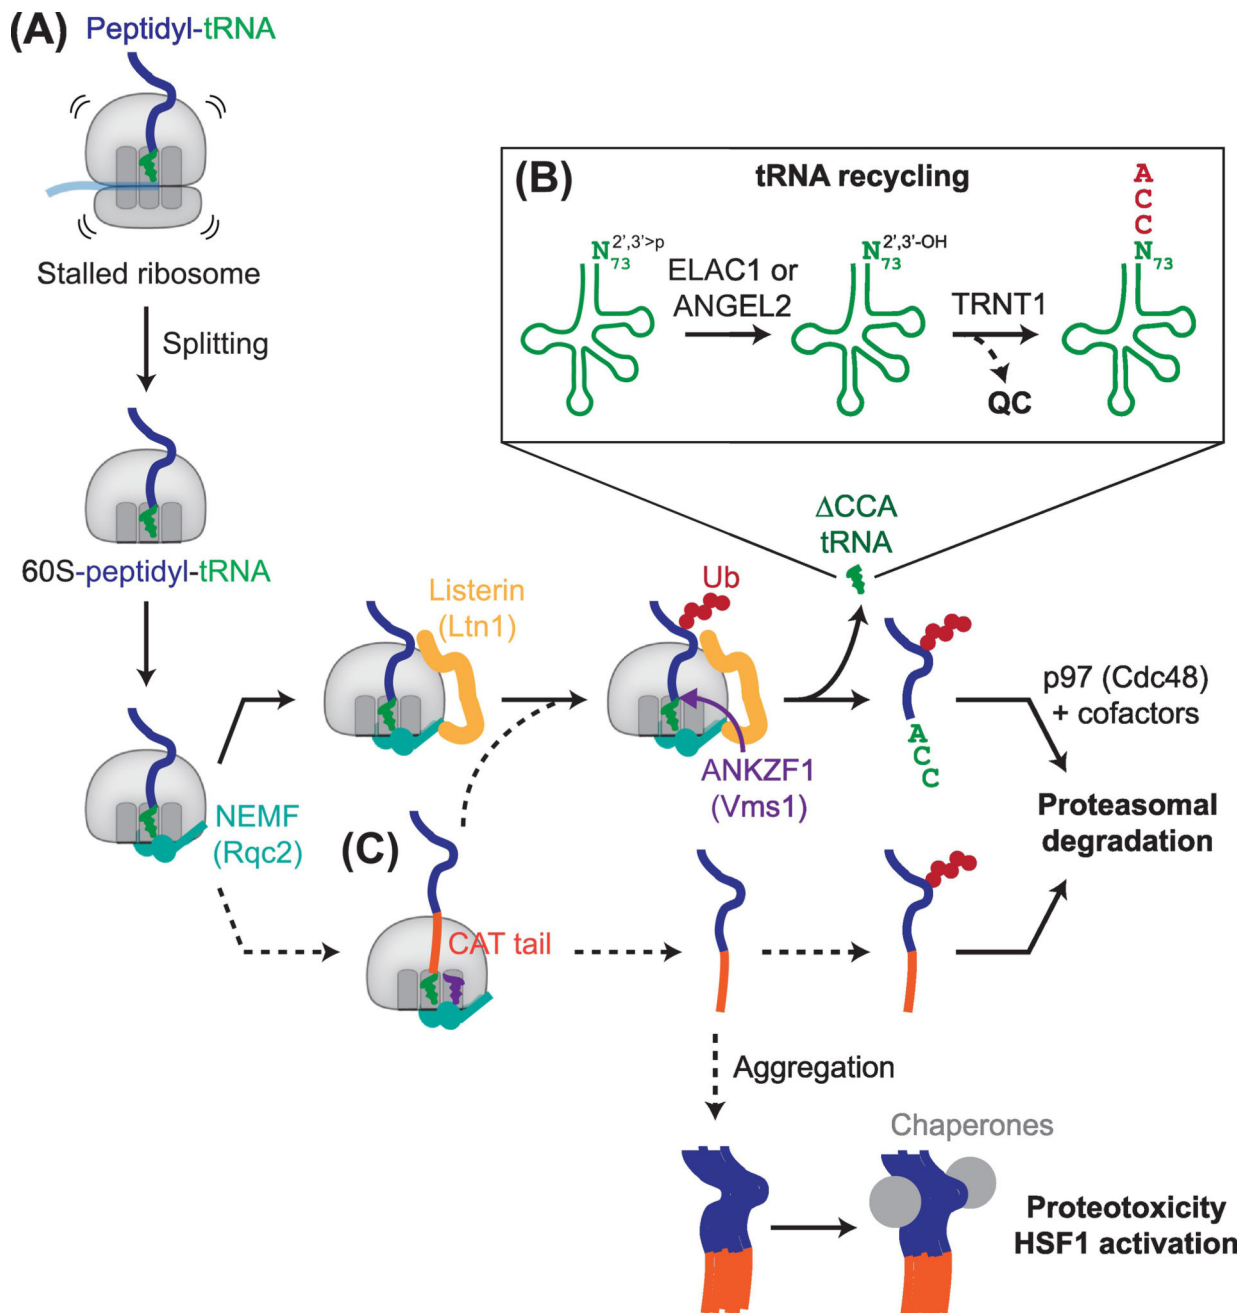 (A)
Peptidyl-tRNA
Stalled ribosome
Splitting
60S-peptidyl-tRNA
NEMF
(Rqc2)
Listerin
(Ltn1)
Ub
ANKZF1
(Vms1)
ΔCCA
tRNA
A
C
C
p97 (Cdc48)
+ cofactors
Proteasomal
degradation
(B)
tRNA recycling
N73 2',3'>p
ELAC1 or
ANGEL2
N73 2',3'-OH
TRNT1
QC
A
C
C
N73
(C)
CAT tail
Aggregation
Chaperones
Proteotoxicity
HSF1 activation